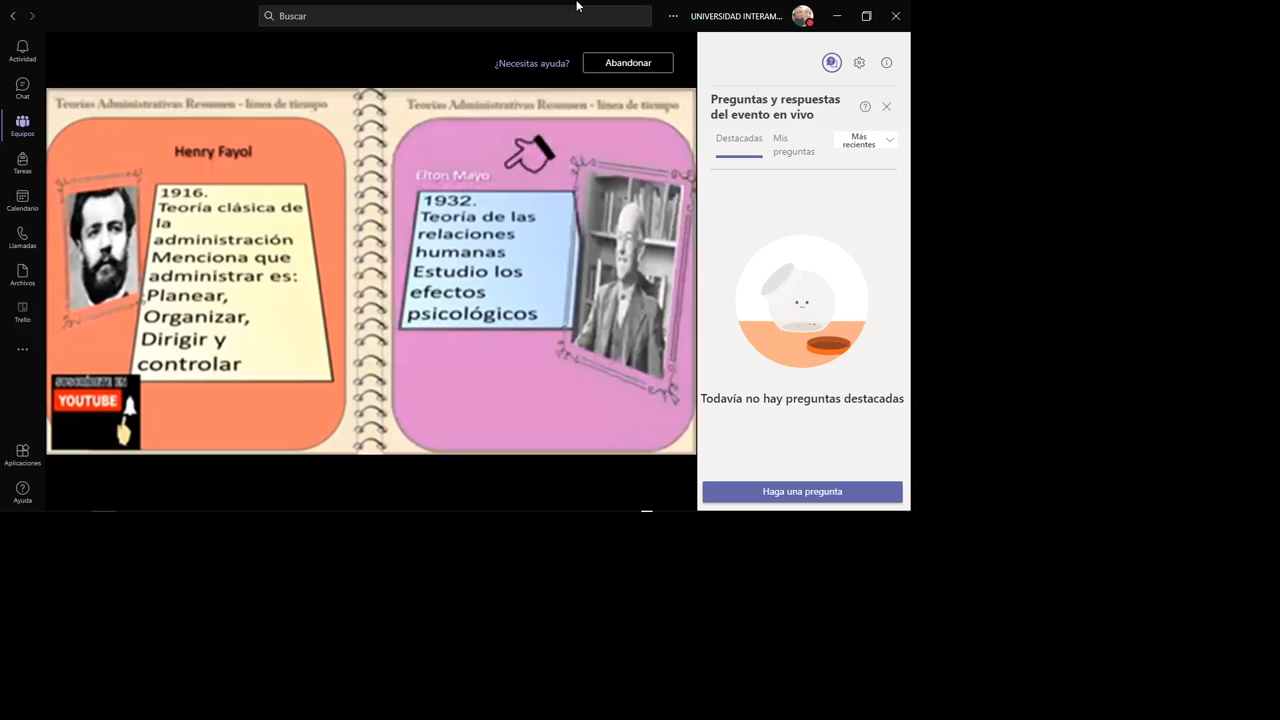 Buscar
UNIVERSIDAD INTERAM...
Actividad
Chat
Equipos
Tareas
Calendario
Llamadas
Archivos
Trello
Aplicaciones
Ayuda
¿Necesitas ayuda?
Abandonar
Teorías Administrativas Resumen - línea de tiempo
Henry Fayol
1916.
Teoría clásica de
la
administración
Menciona que
administrar es:
Planear,
Organizar,
Dirigir y
controlar
SUSCRÍBETE EN
YOUTUBE
Teorías Administrativas Resumen - línea de tiempo
Elton Mayo
1932.
Teoría de las
relaciones
humanas
Estudio los
efectos
psicológicos
Preguntas y respuestas
del evento en vivo
Destacadas
Mis
preguntas
Más
recientes
Todavía no hay preguntas destacadas
Haga una pregunta